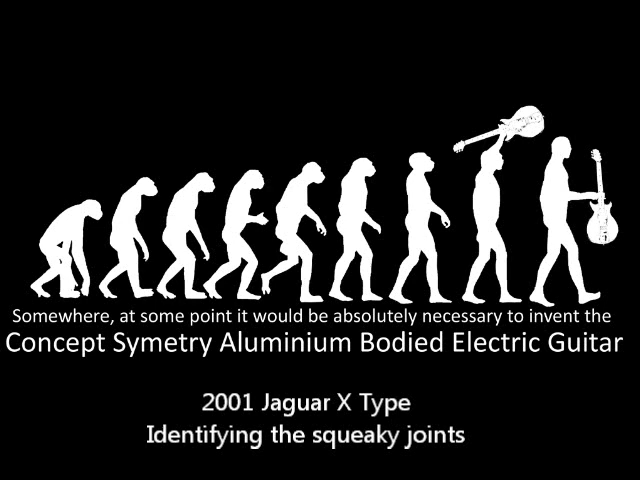 Somewhere, at some point it would be absolutely necessary to invent the
Concept Symetry Aluminium Bodied Electric Guitar
2001 Jaguar X Type
Identifying the squeaky joints